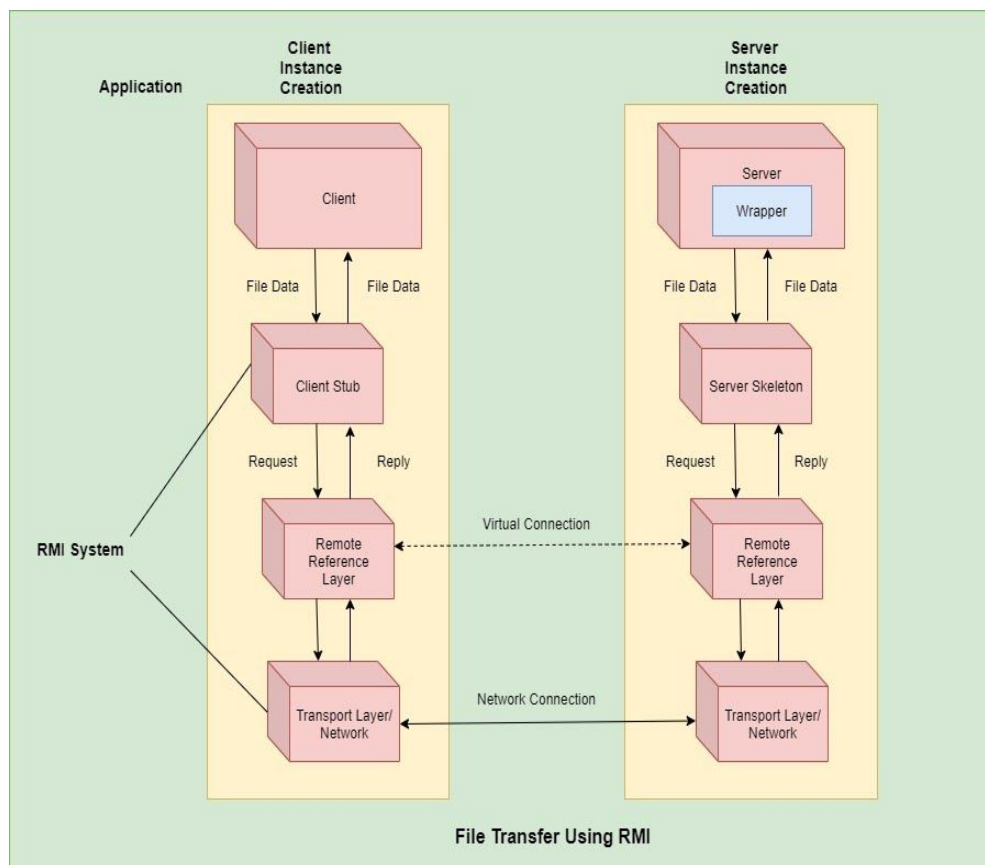 Client
Instance
Creation
Server
Instance
Creation
Application
Client
Server
Wrapper
File Data
File Data
File Data
File Data
Client Stub
Server Skeleton
Request
Reply
Request
Reply
Virtual Connection
RMI System
Remote
Reference
Layer
Remote
Reference
Layer
Network Connection
Transport Layer/
Network
Transport Layer/
Network
File Transfer Using RMI